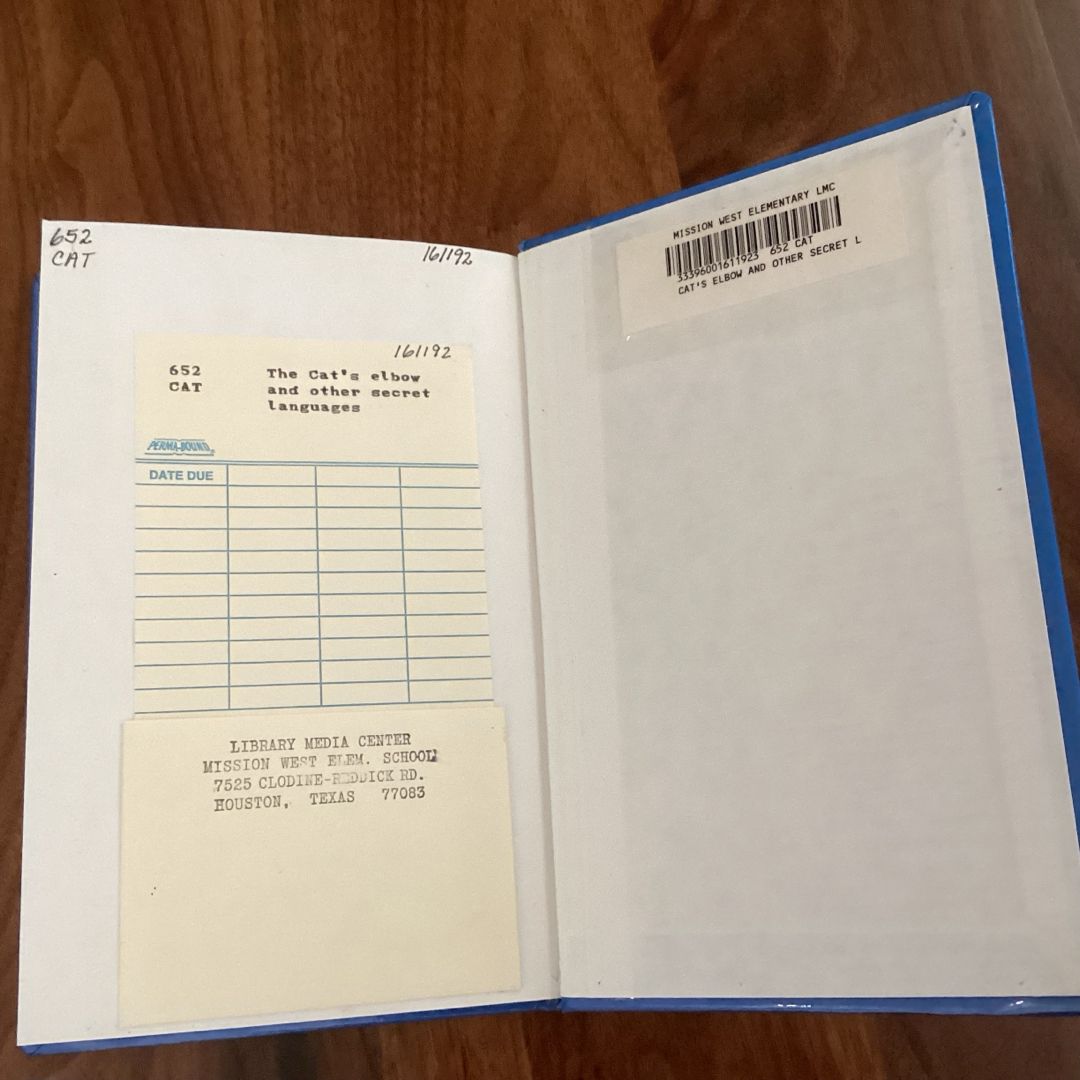 652
CAT
161192
161192
652
CAT
The Cat's elbow
and other secret
languages
PERMA-BOUND
DATE DUE
LIBRARY MEDIA CENTER
MISSION WEST ELEM. SCHOOL
7525 CLODINE-REDDICK RD.
HOUSTON, TEXAS 77083
MISSION WEST ELEMENTARY LMC
33396001611923 652 CAT
CAT'S ELBOW AND OTHER SECRET L